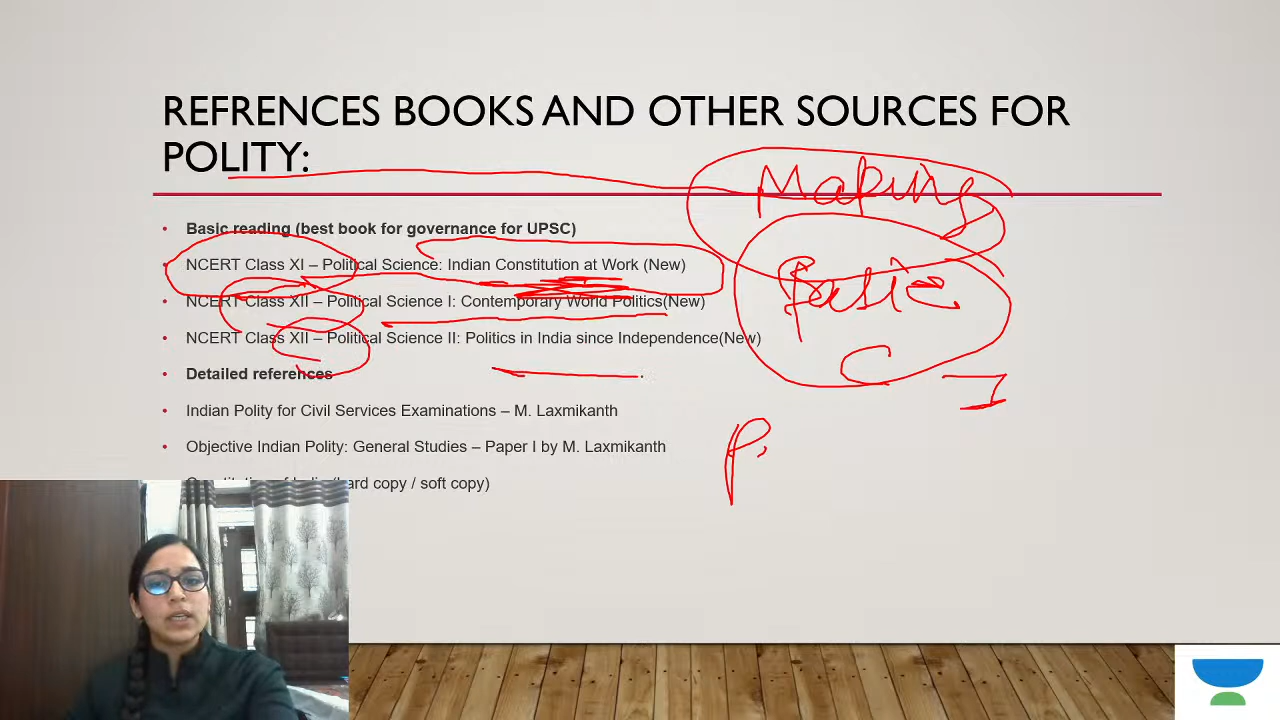 REFRENCES BOOKS AND OTHER SOURCES FOR
POLITY:
Making
• Basic reading (best book for governance for UPSC)
• NCERT Class XI – Political Science: Indian Constitution at Work (New)
• NCERT Class XII – Political Science I: Contemporary World Politics(New)
• NCERT Class XII – Political Science II: Politics in India since Independence(New)
C
I
• Detailed references
• Indian Polity for Civil Services Examinations – M. Laxmikanth
• Objective Indian Polity: General Studies – Paper I by M. Laxmikanth
(hard copy / soft copy)